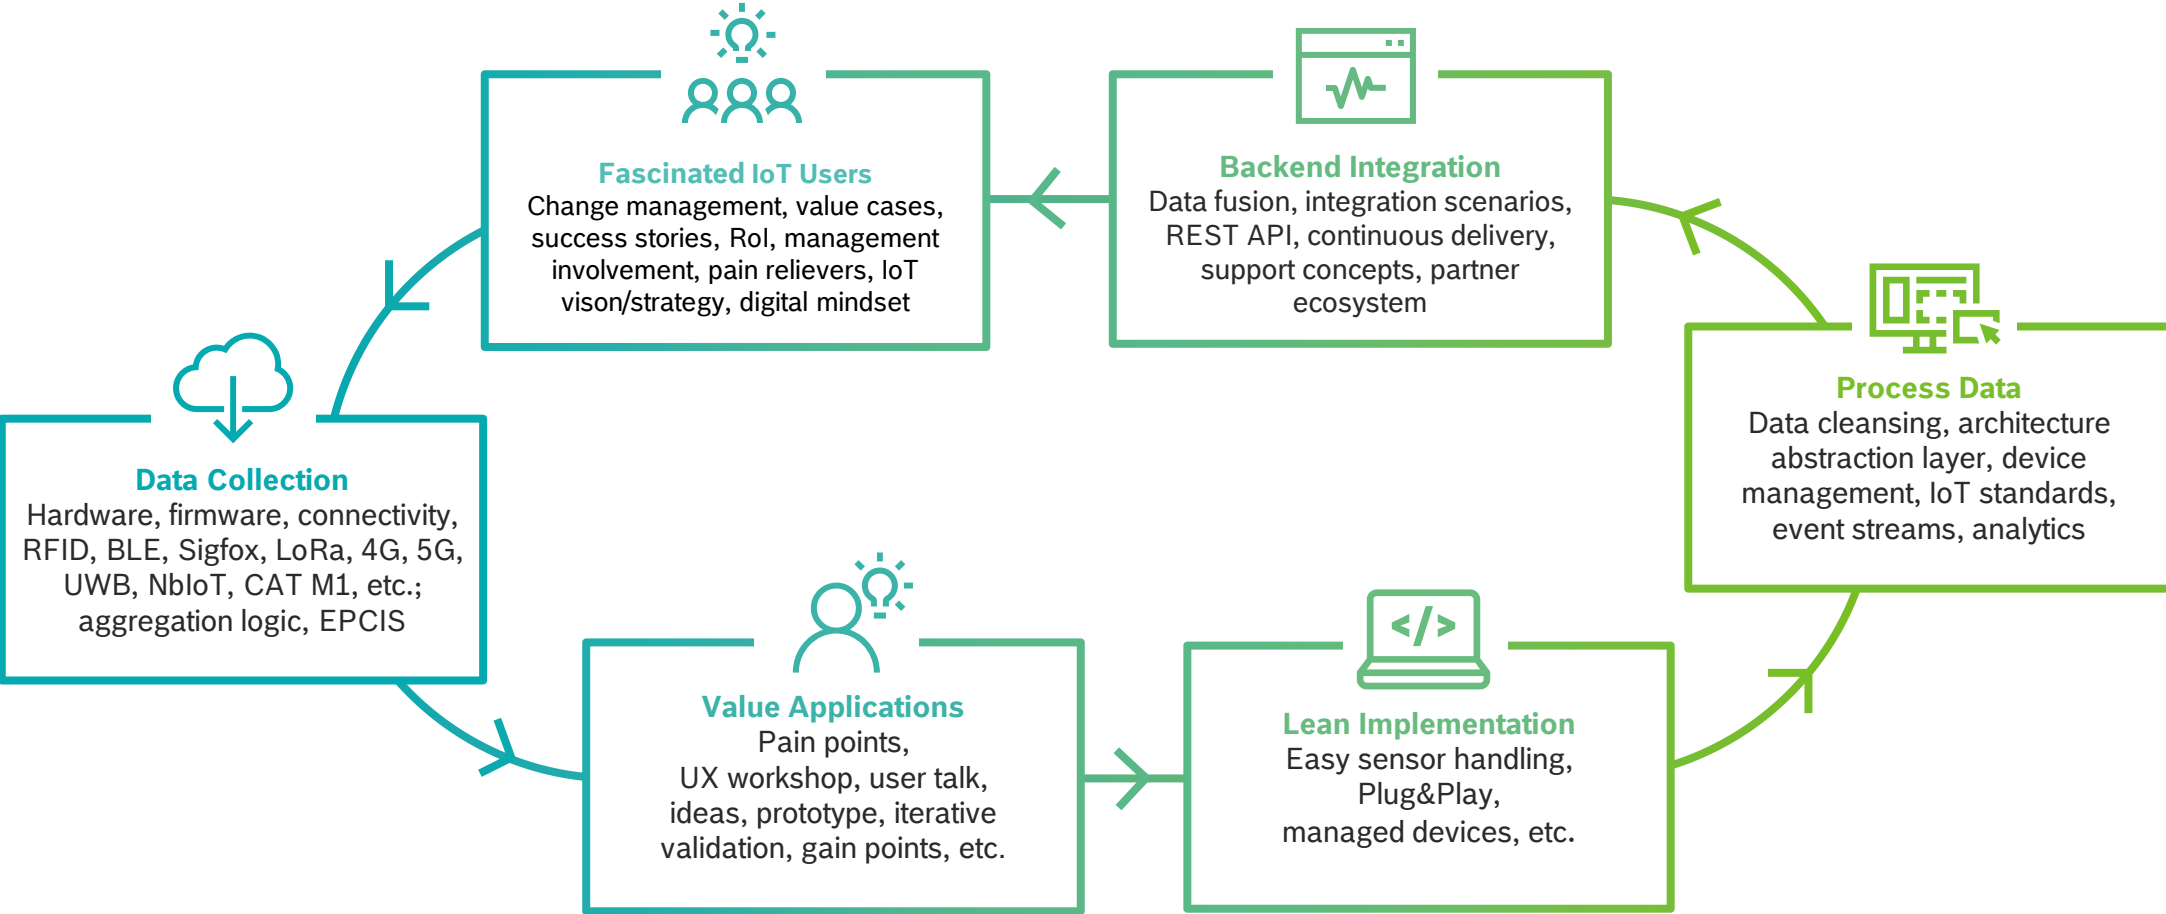 Fascinated IoT Users
Change management, value cases,
success stories, RoI, management
involvement, pain relievers, IoT
vison/strategy, digital mindset
Backend Integration
Data fusion, integration scenarios,
REST API, continuous delivery,
support concepts, partner
ecosystem
Process Data
Data cleansing, architecture
abstraction layer, device
management, IoT standards,
event streams, analytics
Data Collection
Hardware, firmware, connectivity,
RFID, BLE, Sigfox, LoRa, 4G, 5G,
UWB, NbIoT, CAT M1, etc.;
aggregation logic, EPCIS
Value Applications
Pain points,
UX workshop, user talk,
ideas, prototype, iterative
validation, gain points, etc.
</>
Lean Implementation
Easy sensor handling,
Plug&Play,
managed devices, etc.